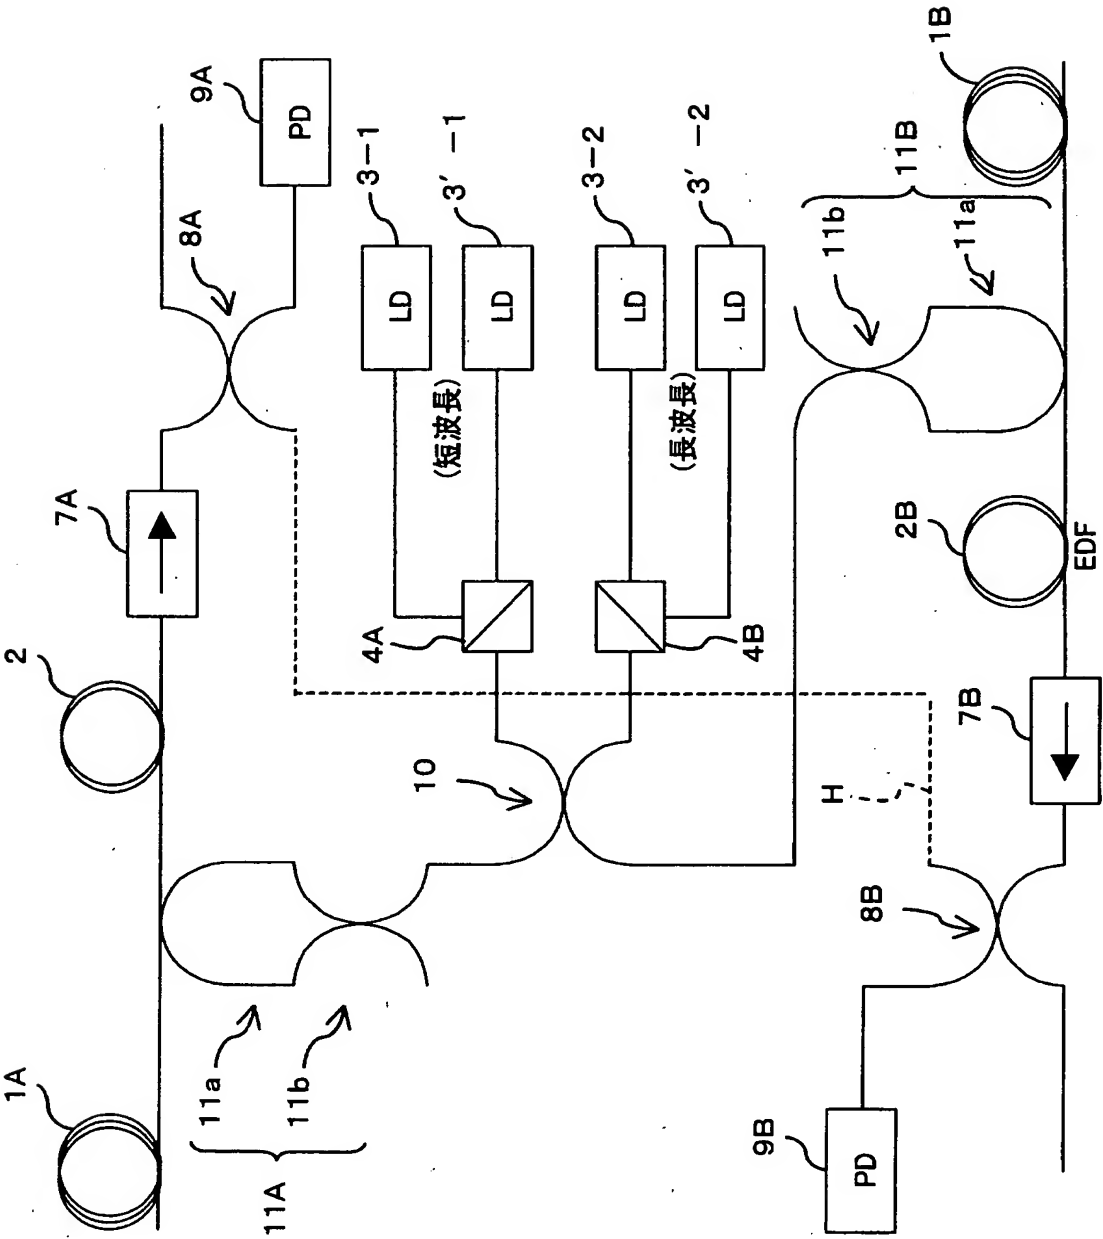 1A
2
7A
8A
9A
PD
11a
11b
11A
10
4A
4B
(短波長)
(長波長)
LD
LD
LD
LD
3-1
3′-1
3-2
3′-2
H
8B
9B
PD
7B
2B
EDF
11b
11a
11B
1B